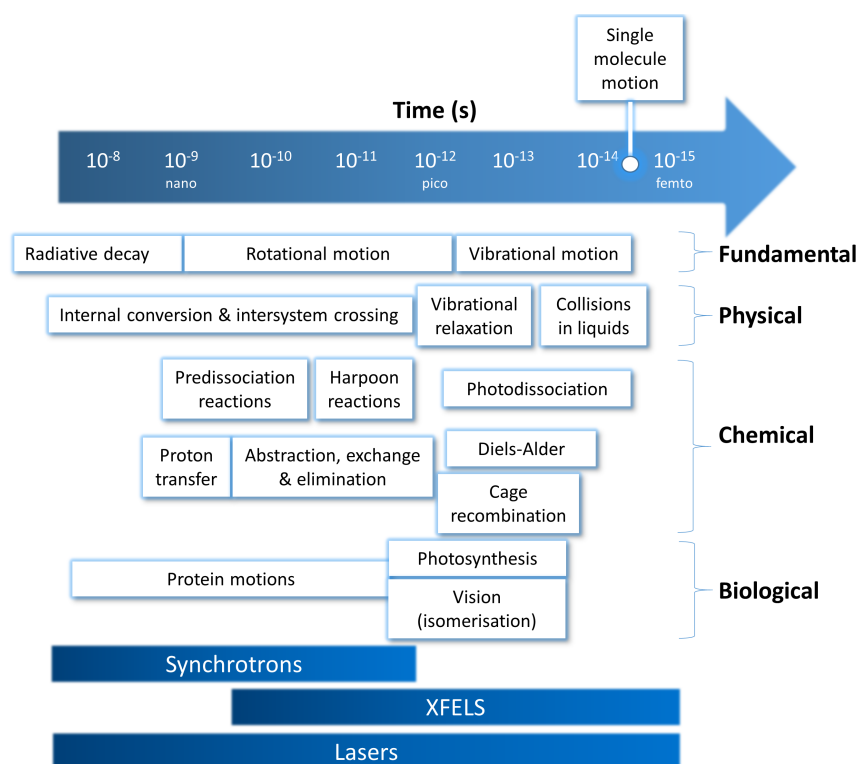 Single
molecule
motion
Time (s)
10⁻⁸ 10⁻⁹ 10⁻¹⁰ 10⁻¹¹ 10⁻¹² 10⁻¹³ 10⁻¹⁴ 10⁻¹⁵
nano pico femto
Radiative decay Rotational motion Vibrational motion Fundamental
Internal conversion & intersystem crossing
Vibrational
relaxation
Collisions
in liquids
Physical
Predissociation
reactions
Harpoon
reactions
Photodissociation
Chemical
Proton
transfer
Abstraction, exchange
& elimination
Diels-Alder
Cage
recombination
Protein motions
Photosynthesis
Vision
(isomerisation)
Biological
Synchrotrons
XFELS
Lasers